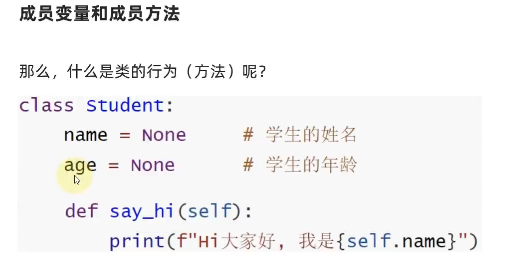 成员变量和成员方法
那么，什么是类的行为（方法）呢？
class Student:
    name = None     # 学生的姓名
    age = None      # 学生的年龄
    def say_hi(self):
        print(f"Hi大家好，我是{self.name}")